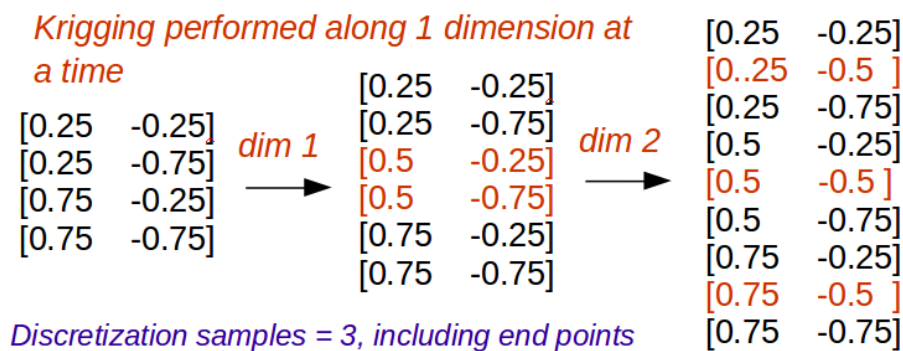 Krigging performed along 1 dimension at
a time
[0.25 -0.25]
[0.25 -0.75]
[0.75 -0.25]
[0.75 -0.75]
dim 1
[0.25 -0.25]
[0.25 -0.75]
[0.5 -0.25]
[0.5 -0.75]
[0.75 -0.25]
[0.75 -0.75]
dim 2
[0.25 -0.25]
[0..25 -0.5 ]
[0.25 -0.75]
[0.5 -0.25]
[0.5 -0.5 ]
[0.5 -0.75]
[0.75 -0.25]
[0.75 -0.5 ]
[0.75 -0.75]
Discretization samples = 3, including end points